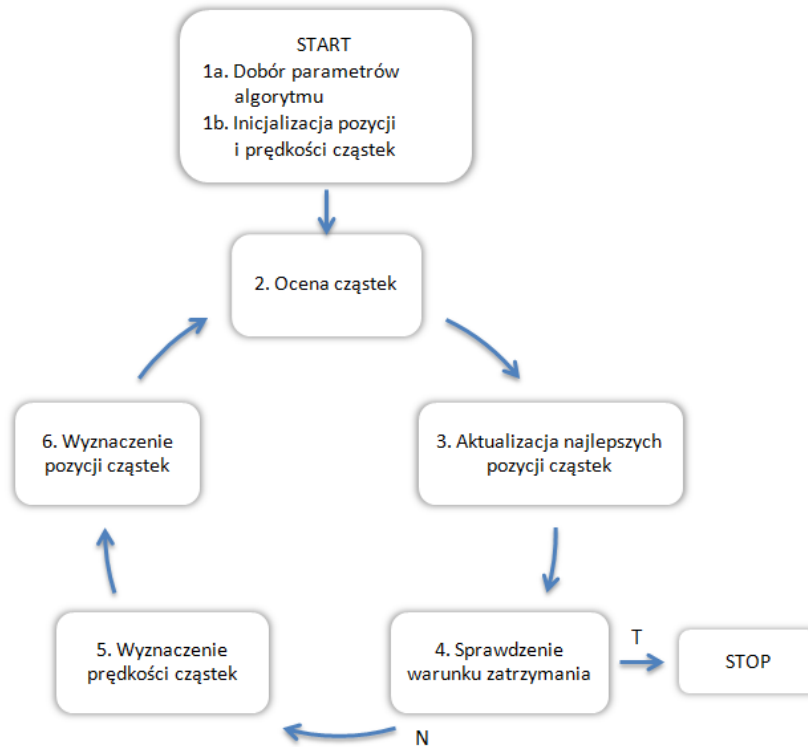 START
1a. Dobór parametrów
algorytmu
1b. Inicjalizacja pozycji
i prędkości cząstek
2. Ocena cząstek
3. Aktualizacja najlepszych
pozycji cząstek
4. Sprawdzenie
warunku zatrzymania
T
STOP
N
5. Wyznaczenie
prędkości cząstek
6. Wyznaczenie
pozycji cząstek